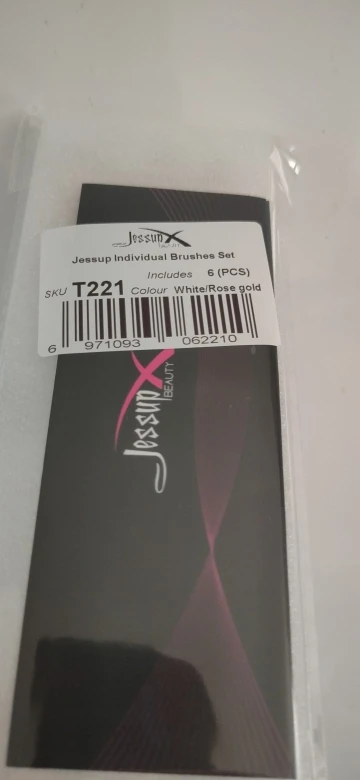 Jessup
BEAUTY
Jessup Individual Brushes Set
Includes 6 (PCS)
SKU T221 Colour White/Rose gold
6 971093 062210
Jessup
BEAUTY